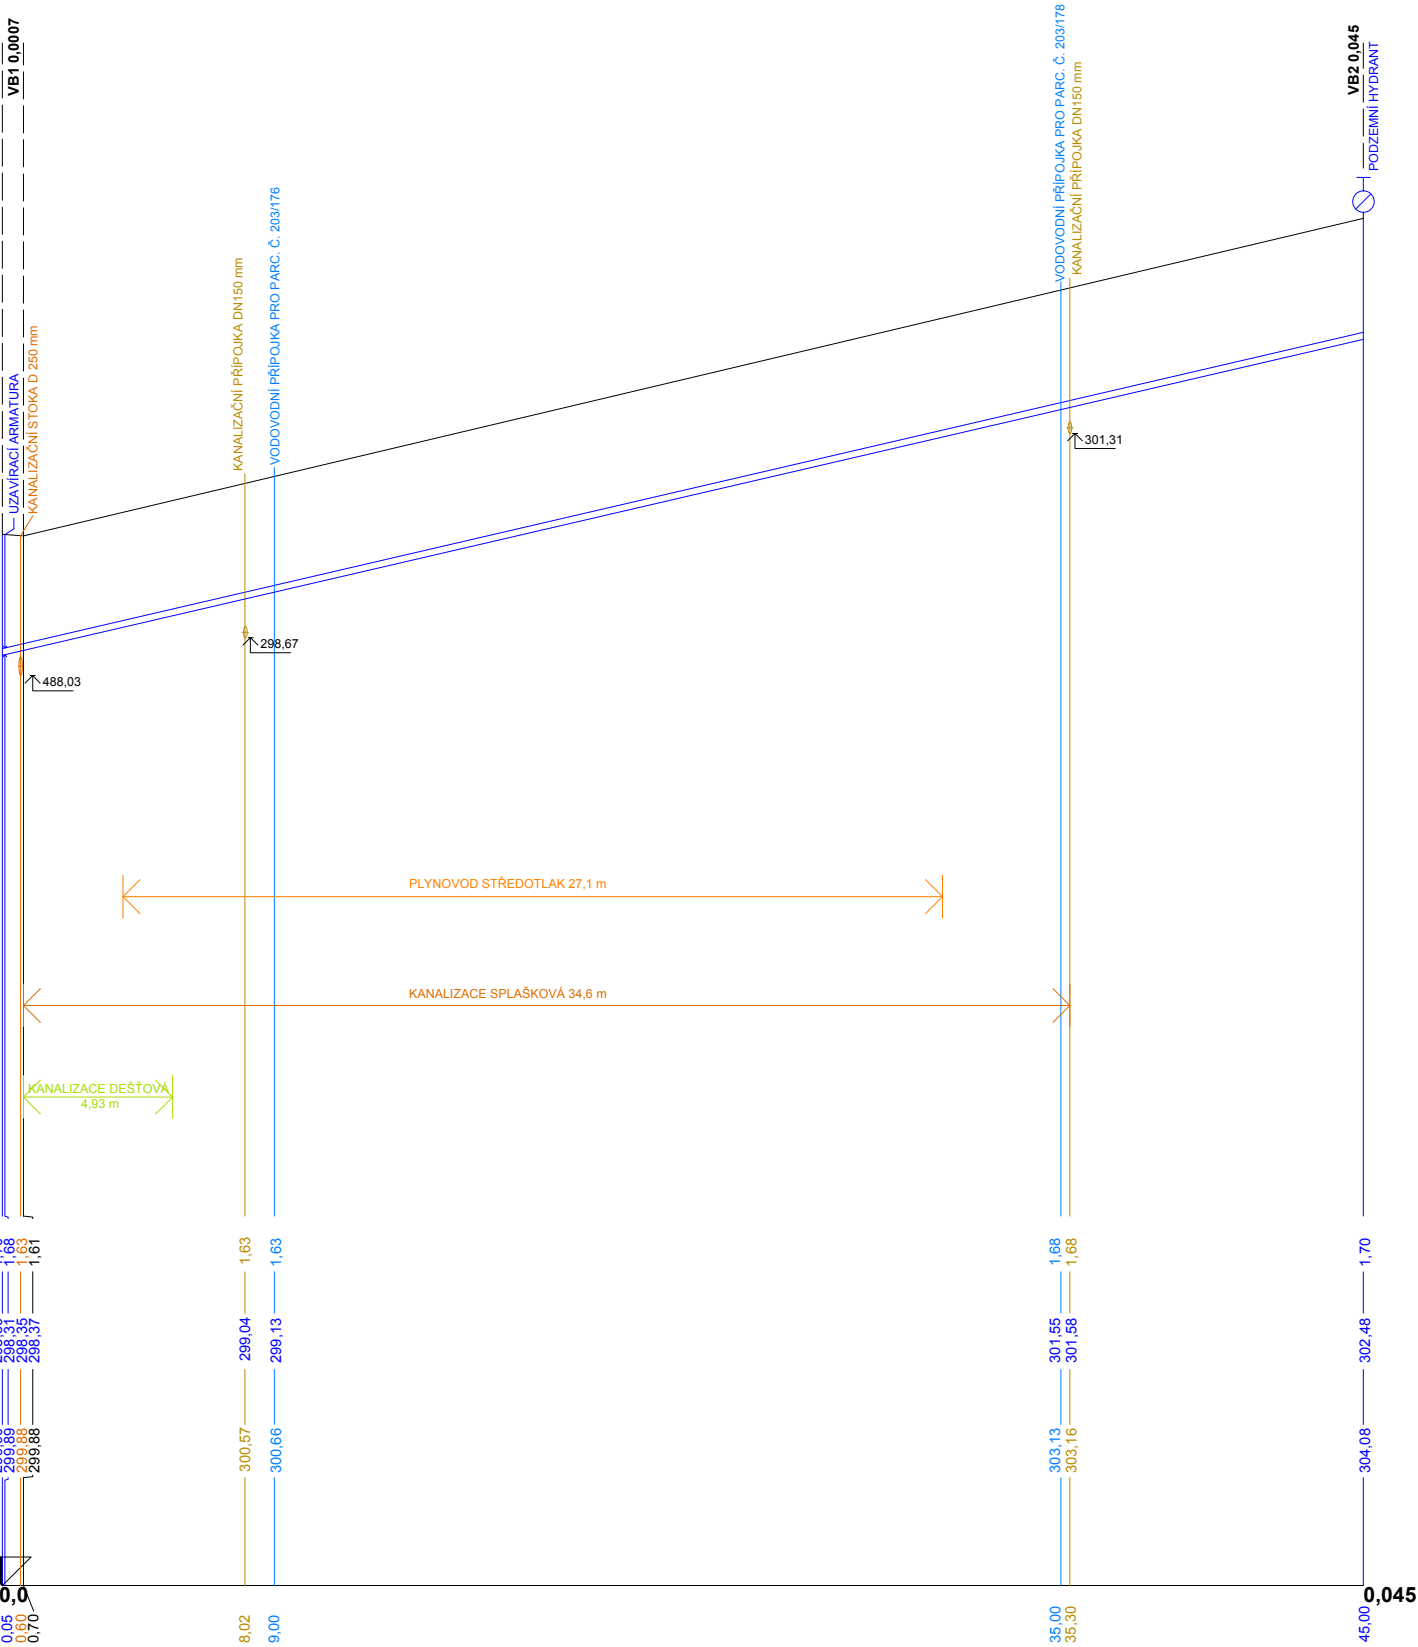 VB1 0,0007
UZAVÍRACÍ ARMATURA
KANALIZAČNÍ STOKA D 250 mm
KANALIZAČNÍ PŘÍPOJKA DN150 mm
VODOVODNÍ PŘÍPOJKA PRO PARC. Č. 203/176
VODOVODNÍ PŘÍPOJKA PRO PARC. Č. 203/178
KANALIZAČNÍ PŘÍPOJKA DN150 mm
VB2 0,045
PODZEMNÍ HYDRANT
301,31
298,67
488,03
PLYNOVOD STŘEDOTLAK 27,1 m
KANALIZACE SPLAŠKOVÁ 34,6 m
KANALIZACE DEŠŤOVÁ
4,93 m
1,68
1,63
1,61
1,63
1,63
1,68
1,68
1,70
298,31
298,35
298,37
299,04
299,13
301,55
301,58
302,48
299,89
299,88
299,88
300,57
300,66
303,13
303,16
304,08
0,0
0,045
0,05
0,60
0,70
8,02
9,00
35,00
35,30
45,00